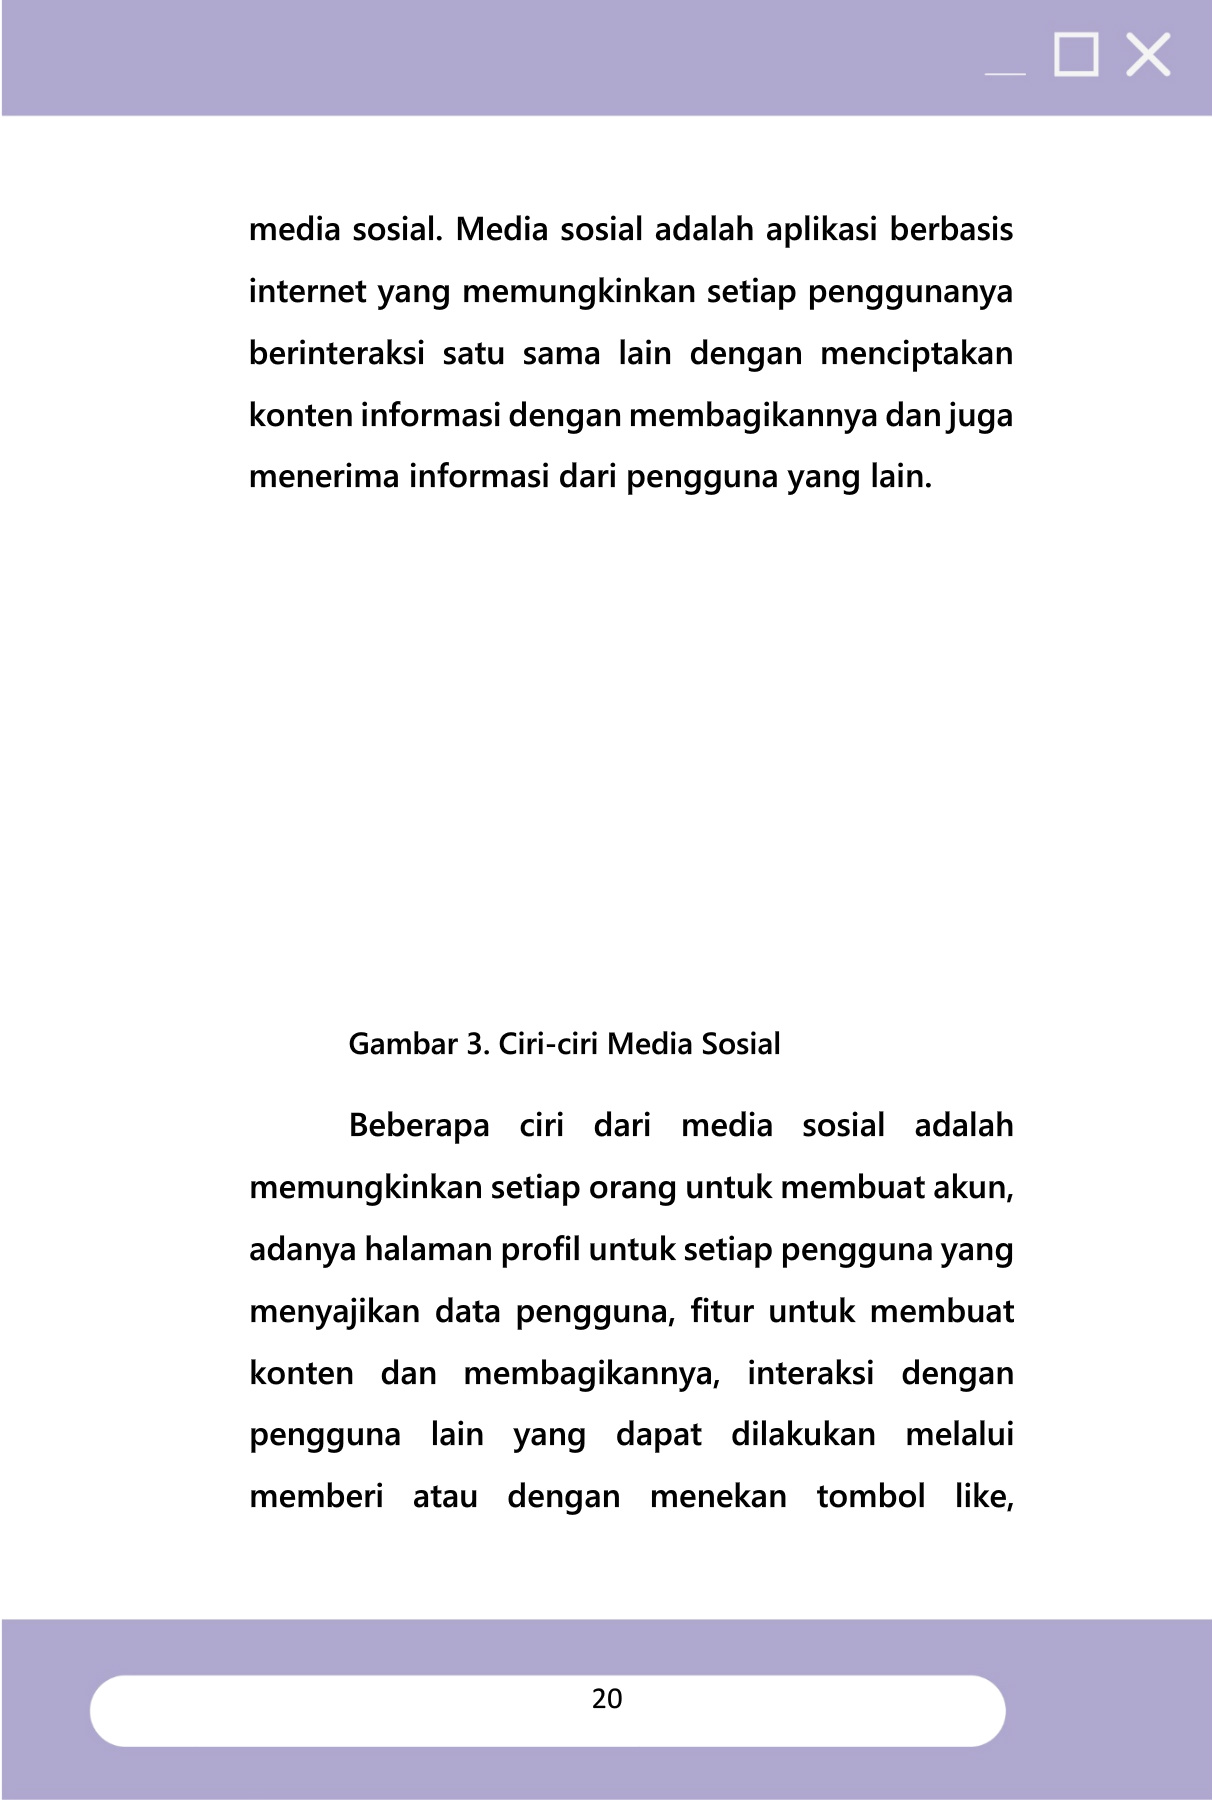 media sosial. Media sosial adalah aplikasi berbasis
internet yang memungkinkan setiap penggunanya
berinteraksi satu sama lain dengan menciptakan
konten informasi dengan membagikannya dan juga
menerima informasi dari pengguna yang lain.
Gambar 3. Ciri-ciri Media Sosial
Beberapa ciri dari media sosial adalah
memungkinkan setiap orang untuk membuat akun,
adanya halaman profil untuk setiap pengguna yang
menyajikan data pengguna, fitur untuk membuat
konten dan membagikannya, interaksi dengan
pengguna lain yang dapat dilakukan melalui
memberi atau dengan menekan tombol like,
20